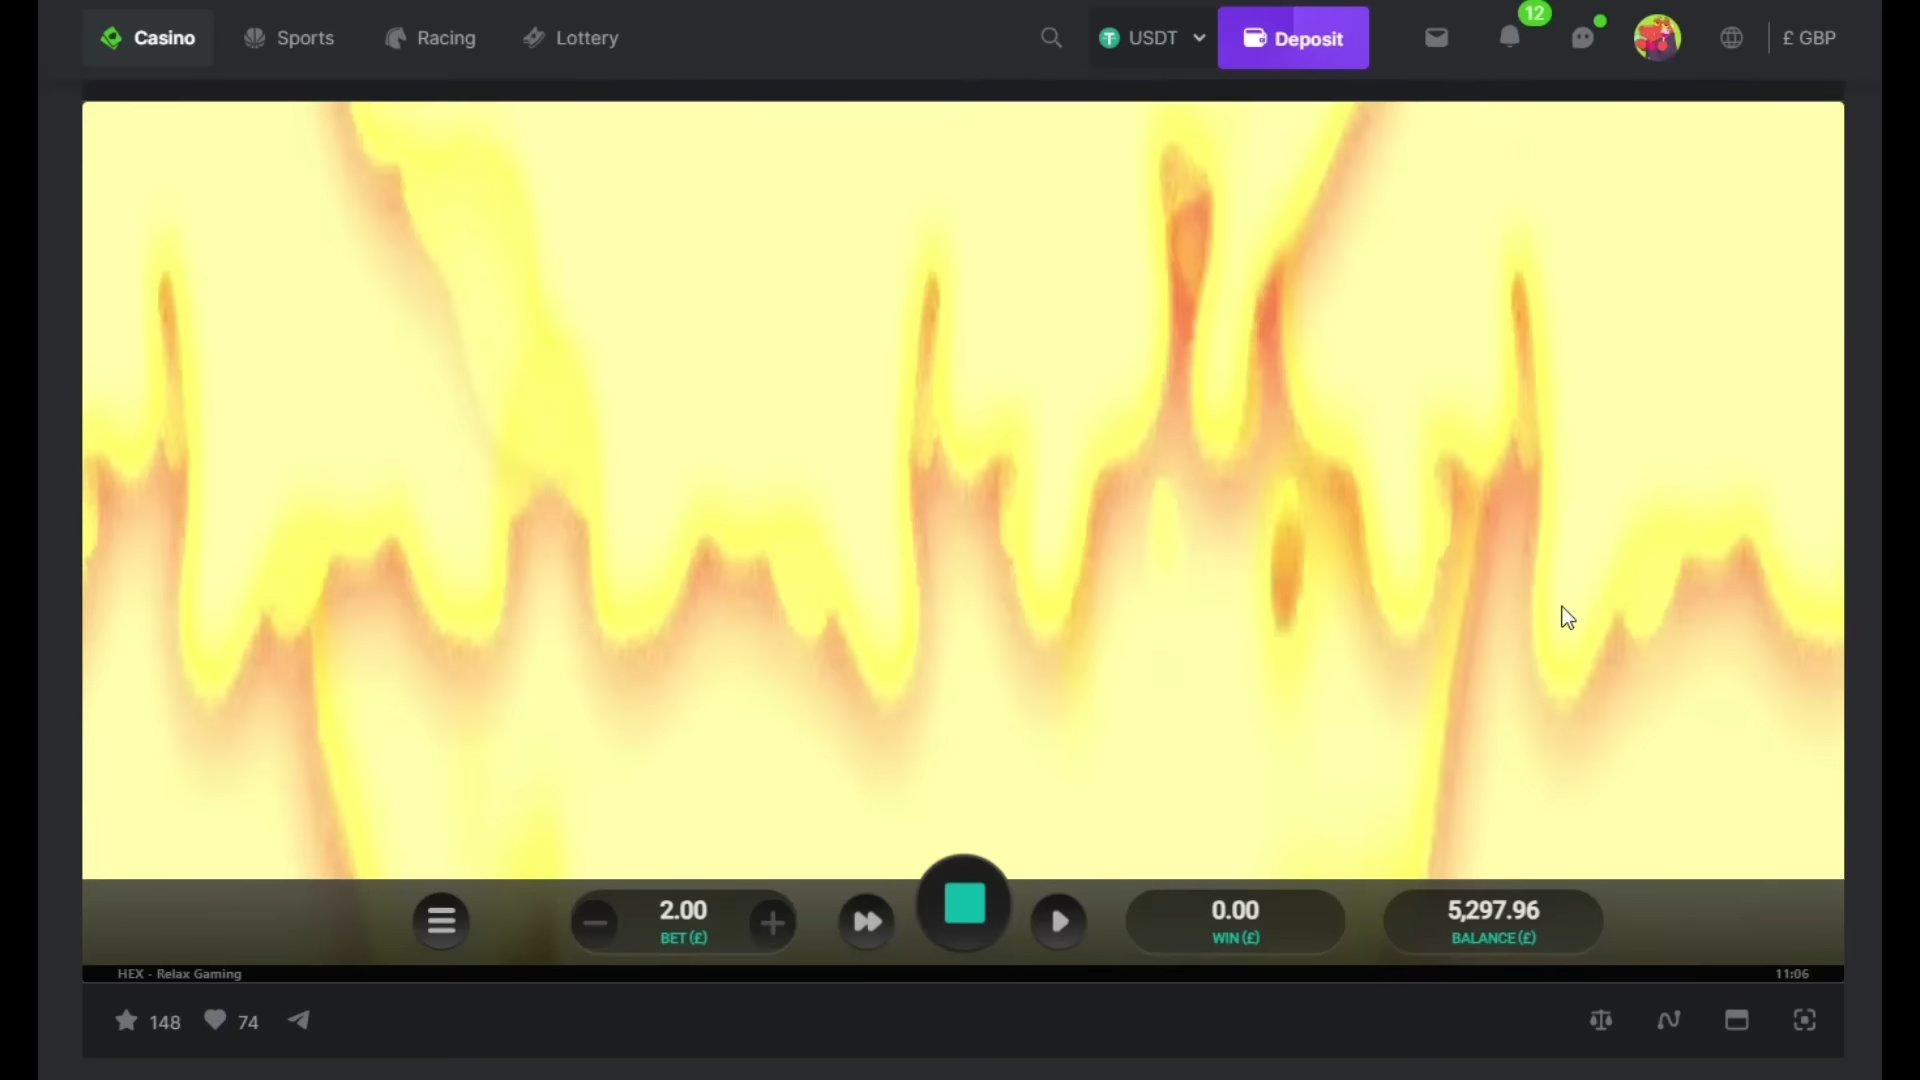 Casino Sports Racing Lottery USDT Deposit 12 £ GBP
2.00 0.00 5,297.96
BET(£) WIN(£) BALANCE(£)
HEX - Relax Gaming 11:06
148 74